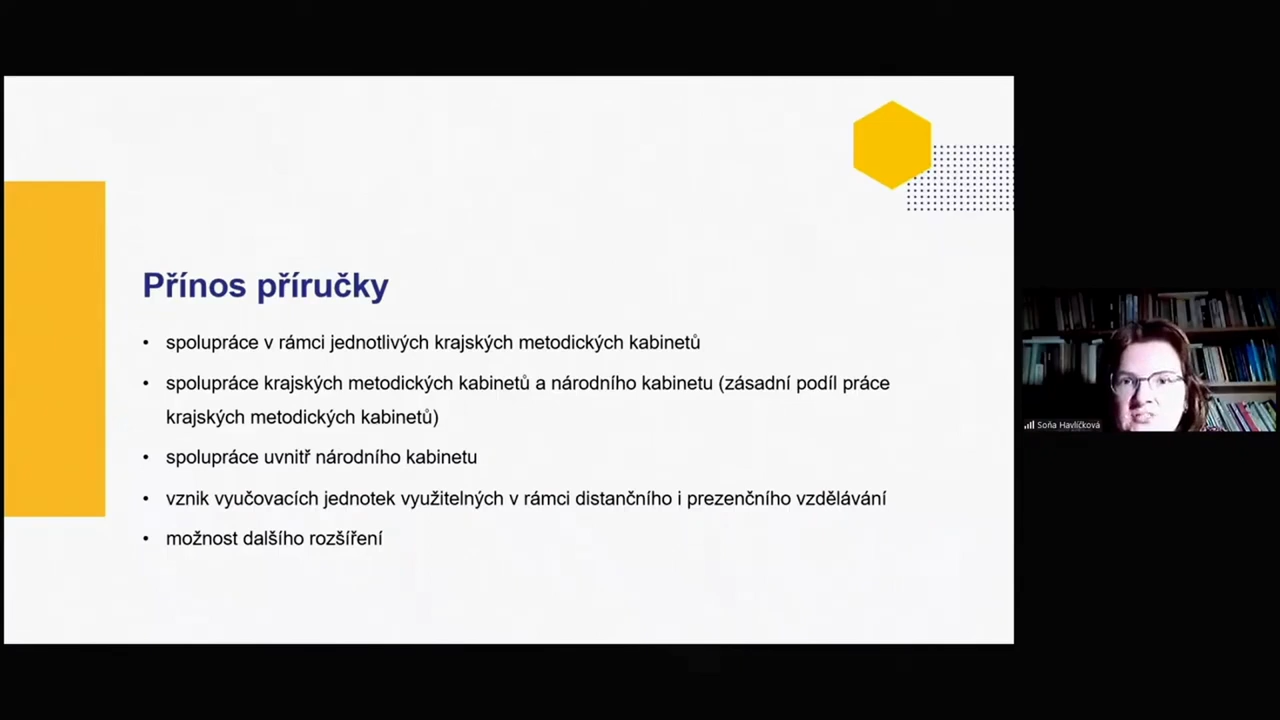 Přínos příručky
• spolupráce v rámci jednotlivých krajských metodických kabinetů
• spolupráce krajských metodických kabinetů a národního kabinetu (zásadní podíl práce
krajských metodických kabinetů)
• spolupráce uvnitř národního kabinetu
• vznik vyučovacích jednotek využitelných v rámci distančního i prezenčního vzdělávání
• možnost dalšího rozšíření
Soňa Havlíčková